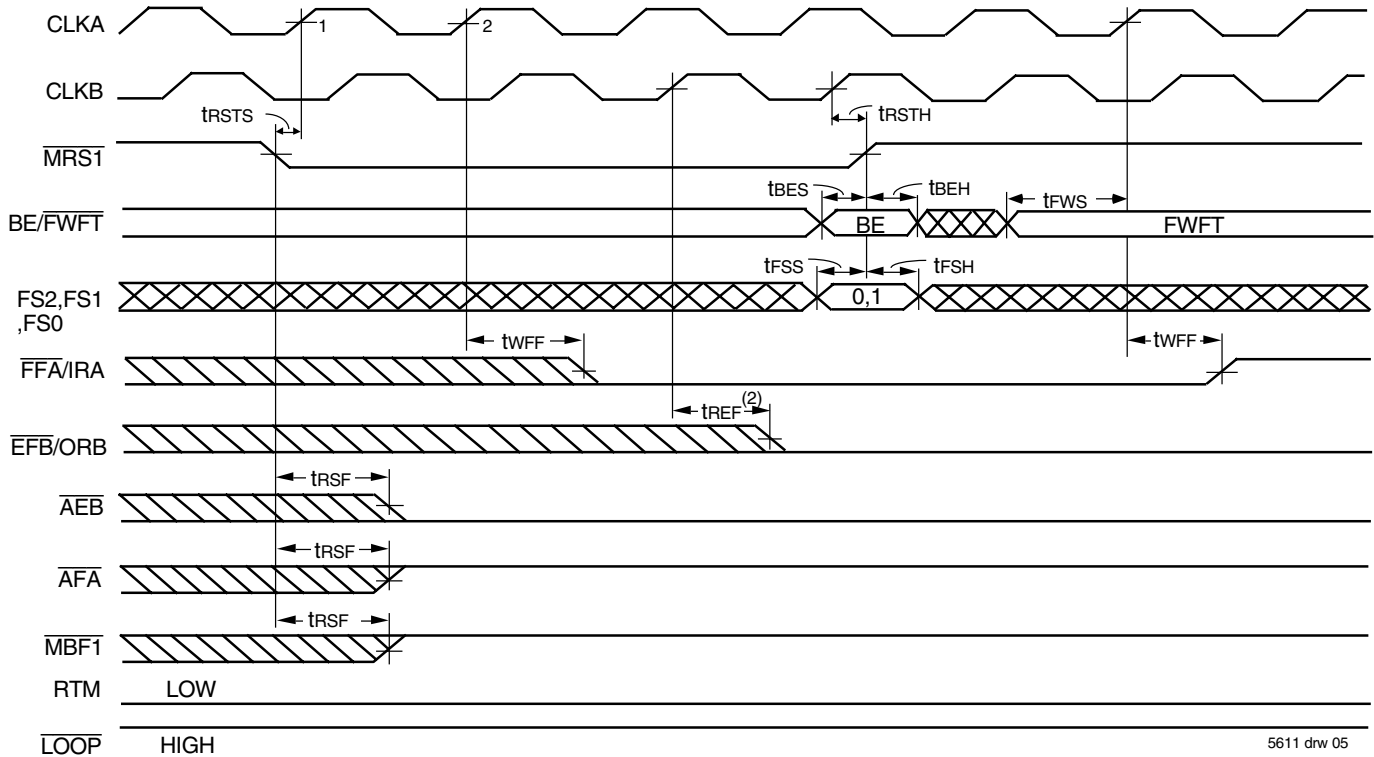 CLKA
1
2
CLKB
tRSTS
tRSTH
MRS1
tBES
tBEH
tFWS
BE/FWFT
BE
FWFT
tFSS
tFSH
FS2,FS1
,FS0
0,1
tWFF
tWFF
FFA/IRA
tREF(2)
EFB/ORB
tRSF
AEB
tRSF
AFA
tRSF
MBF1
RTM LOW
LOOP HIGH
5611 drw 05